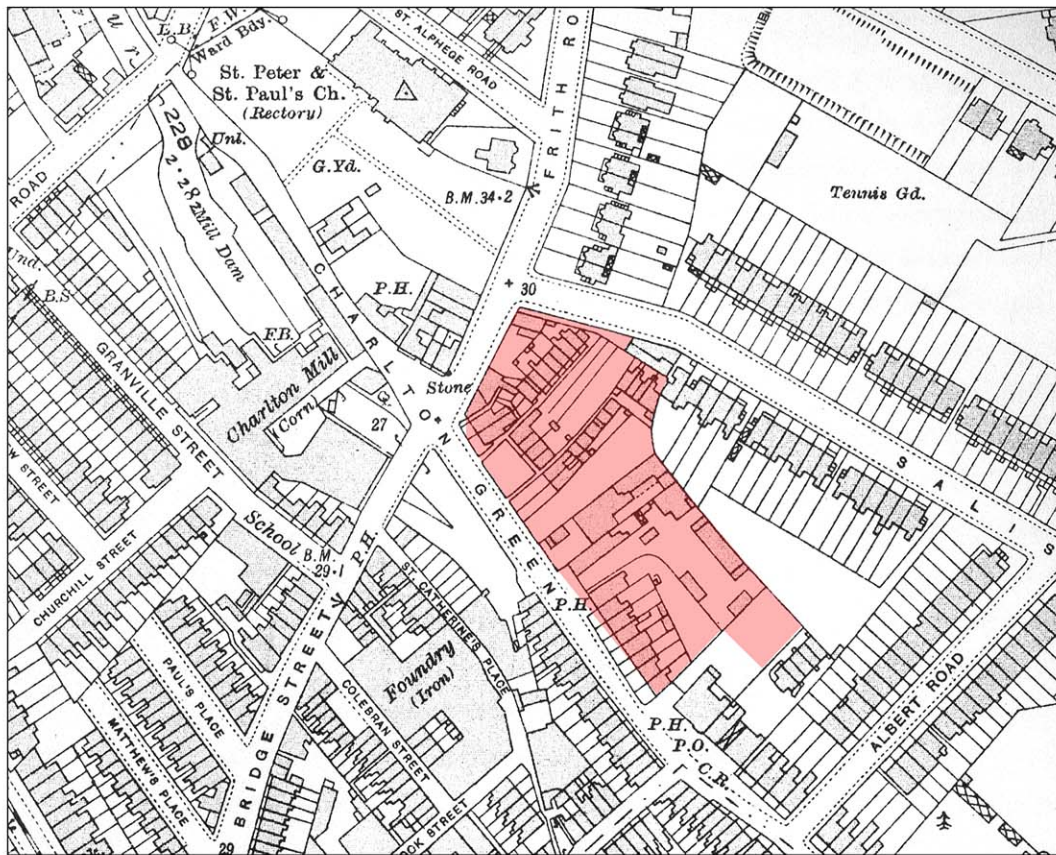 L.B.
F.W.
Ward Bdy.
St. Peter &
St. Paul's Ch.
(Rectory)
ST. ALPHEGE ROAD
FRITH RO
ROAD
228
2·282
Unl.
Mill Dam
G.Yd.
B.M.34·2
Tennis Gd.
Und.
B.S
P.H.
+ 30
CHARLTON GREEN
F.B.
Charlton Mill
(Corn)
Stone
27
GRANVILLE STREET
W STREET
CHURCHILL STREET
School
B.M.
29·1
P.H
ST. CATHERINE'S PLACE
P.H.
SALIS
Foundry
(Iron)
PAUL'S PLACE
MATTHEW'S PLACE
BRIDGE STREET
COLEBRAN STREET
OOK STREET
P.H.
P.O.
C.R.
ALBERT ROAD
29